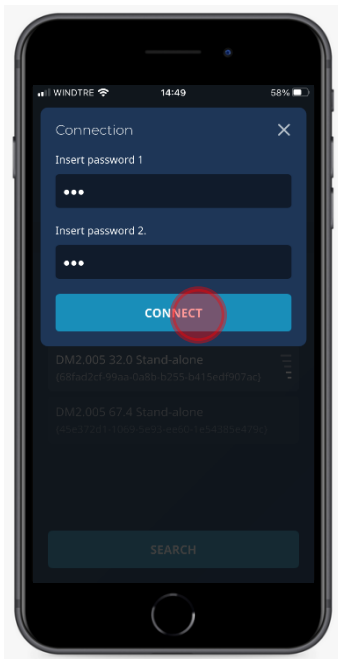 WINDTRE 14:49 58%
Connection
Insert password 1
•••
Insert password 2.
•••
CONNECT
DM2.005 32.0 Stand-alone
(68fad2cf-99aa-0a8b-b255-b415edf907ac)
DM2.005 67.4 Stand-alone
SEARCH